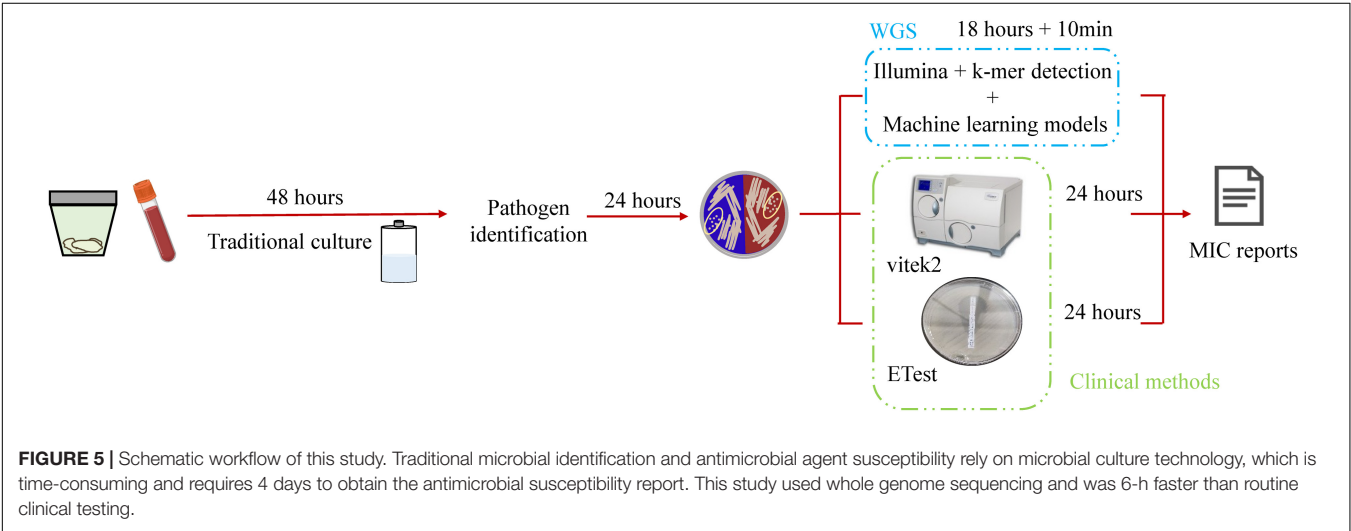 WGS 18 hours + 10min
Illumina + k-mer detection
+
Machine learning models
48 hours
Traditional culture
Pathogen
identification
24 hours
24 hours
vitek2
24 hours
ETest
Clinical methods
MIC reports
FIGURE 5 | Schematic workflow of this study. Traditional microbial identification and antimicrobial agent susceptibility rely on microbial culture technology, which is
time-consuming and requires 4 days to obtain the antimicrobial susceptibility report. This study used whole genome sequencing and was 6-h faster than routine
clinical testing.